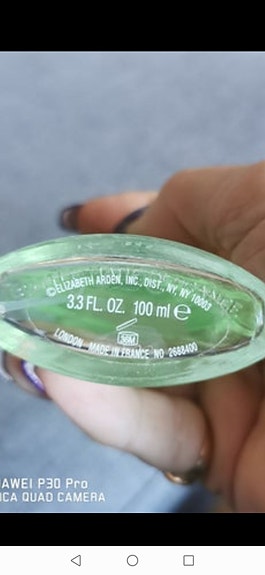 ©ELIZABETH ARDEN, INC., DIST., NY, NY 10003
3.3 FL. OZ. 100 ml e
36M
LONDON MADE IN FRANCE NO 2688400
HUAWEI P30 Pro
LEICA QUAD CAMERA